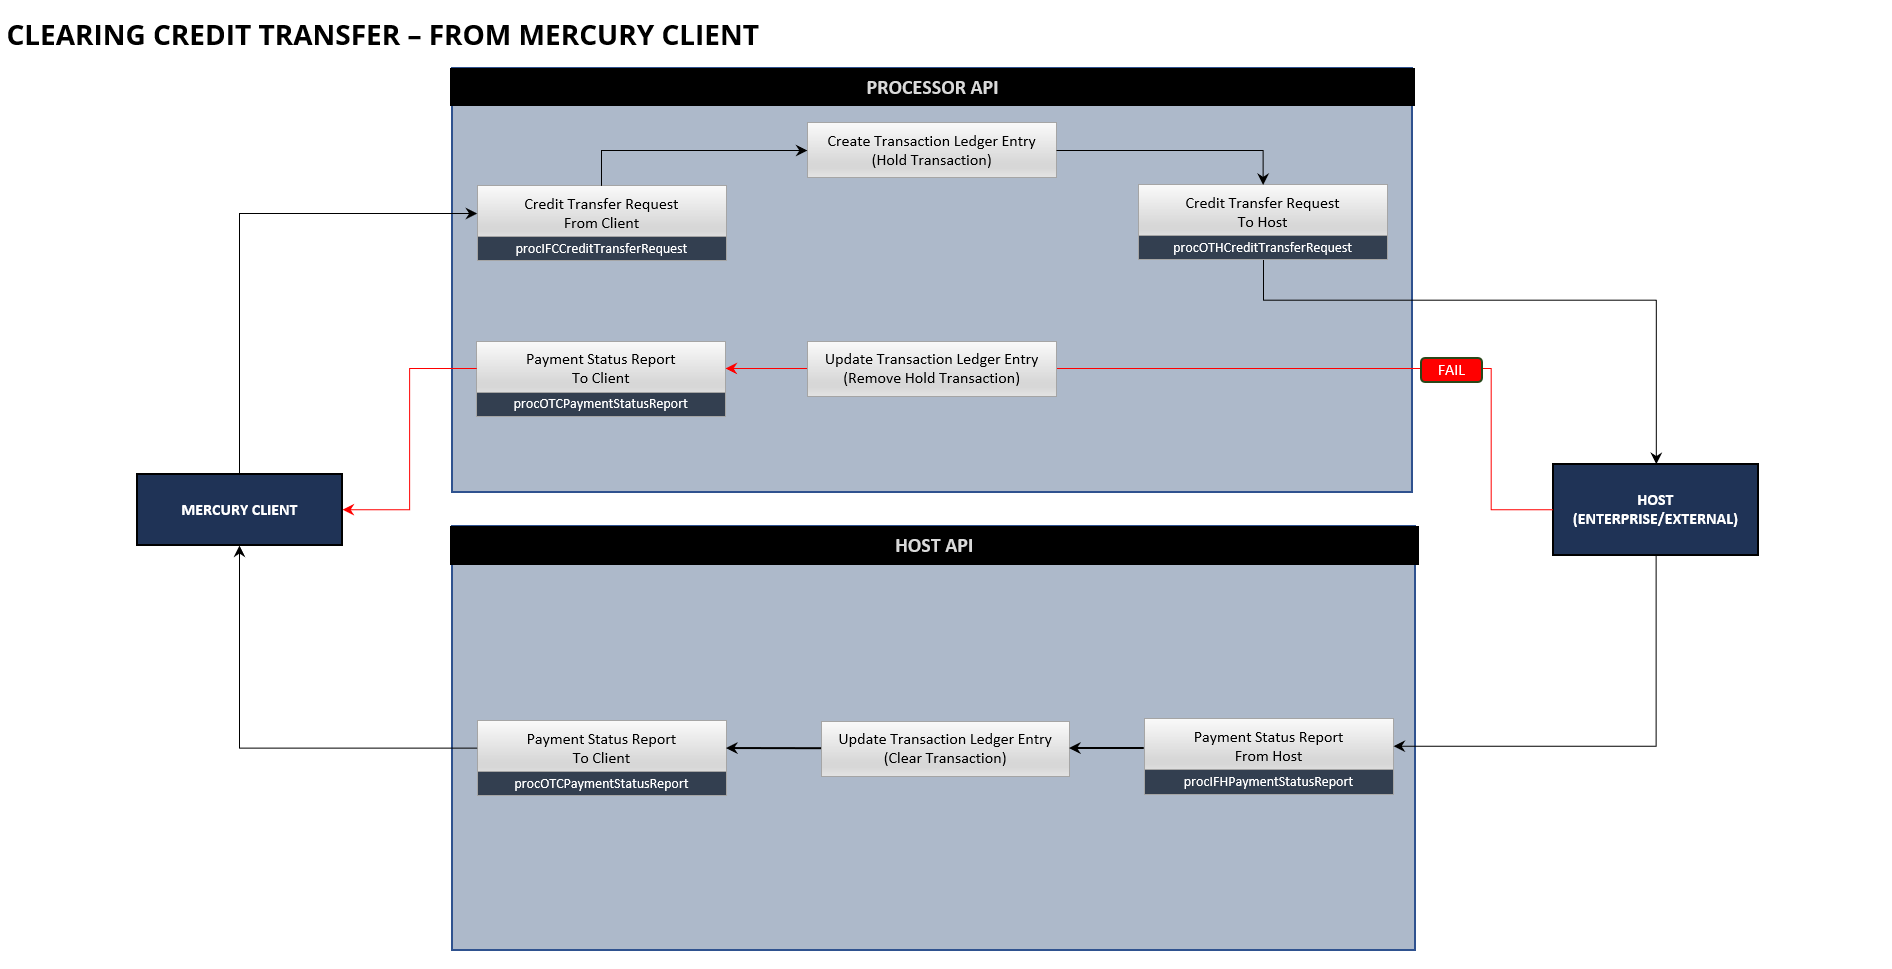 CLEARING CREDIT TRANSFER – FROM MERCURY CLIENT
PROCESSOR API
Create Transaction Ledger Entry
(Hold Transaction)
Credit Transfer Request
From Client
procIFCCreditTransferRequest
Credit Transfer Request
To Host
procOTHCreditTransferRequest
Payment Status Report
To Client
procOTCPaymentStatusReport
Update Transaction Ledger Entry
(Remove Hold Transaction)
FAIL
MERCURY CLIENT
HOST
(ENTERPRISE/EXTERNAL)
HOST API
Payment Status Report
To Client
procOTCPaymentStatusReport
Update Transaction Ledger Entry
(Clear Transaction)
Payment Status Report
From Host
procIFHPaymentStatusReport